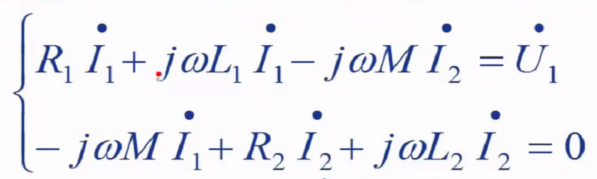 R₁ İ₁ + jωL₁ İ₁ − jωM İ₂ = U̇₁
− jωM İ₁ + R₂ İ₂ + jωL₂ İ₂ = 0